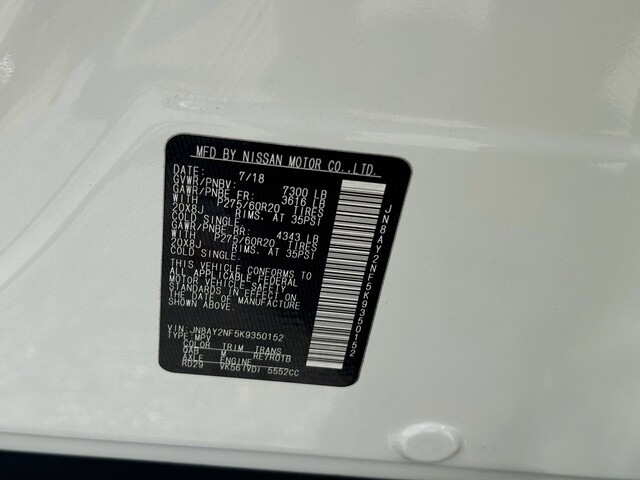 MFD BY NISSAN MOTOR CO.,LTD.
DATE: 7/18
GVWR/PNBV: 7300 LB
GAWR/PNBE FR: 3616 LB
WITH P275/60R20 TIRES,
20X8J RIMS. AT 35PSI
COLD SINGLE.
GAWR/PNBE RR: 4343 LB
WITH P275/60R20 TIRES,
20X8J RIMS. AT 35PSI
COLD SINGLE.
THIS VEHICLE CONFORMS TO
ALL APPLICABLE FEDERAL
MOTOR VEHICLE SAFETY
STANDARDS IN EFFECT ON
THE DATE OF MANUFACTURE
SHOWN ABOVE.
VIN: JN8AY2NF5K9350152
TYPE: MPV
COLOR TRIM TRANS
QAB M RE7R01B
AXLE ENGINE
RD29 VK56(VD) 5552CC
JN8AY2NF5K9350152